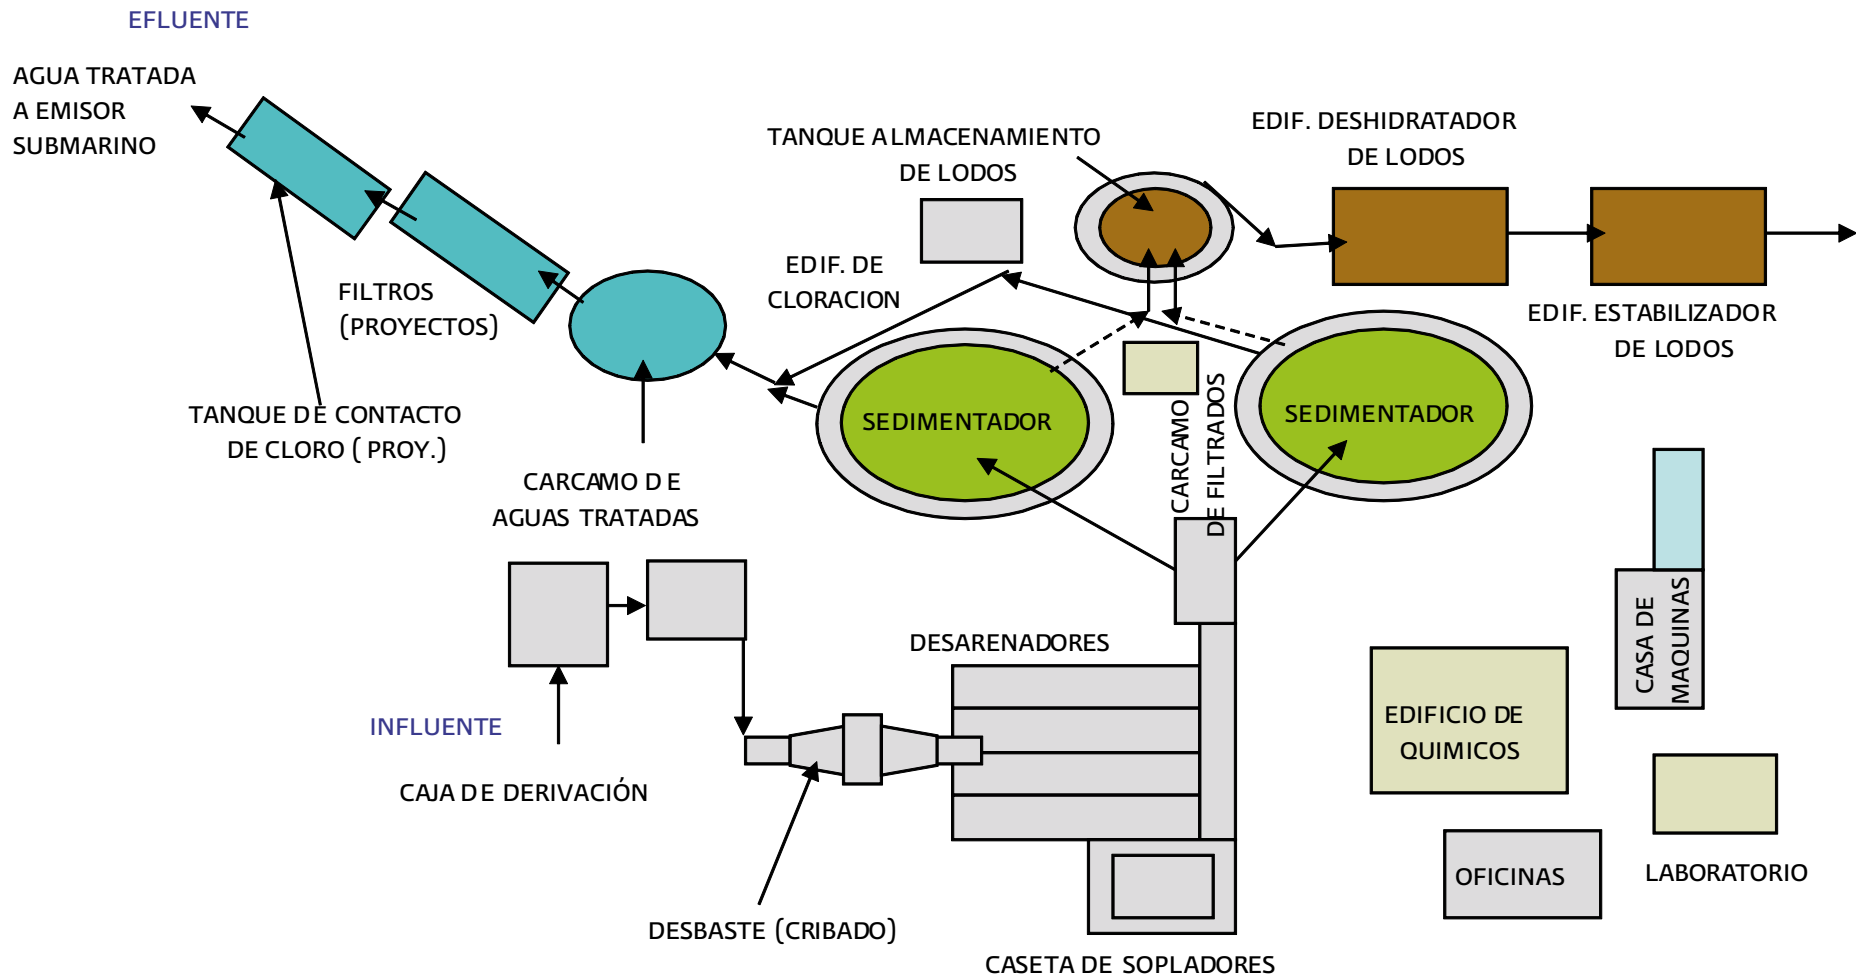 EFLUENTE
AGUA TRATADA
A EMISOR
SUBMARINO
TANQUE ALMACENAMIENTO
DE LODOS
EDIF. DESHIDRATADOR
DE LODOS
EDIF. DE
CLORACION
FILTROS
(PROYECTOS)
EDIF. ESTABILIZADOR
DE LODOS
TANQUE DE CONTACTO
DE CLORO ( PROY.)
SEDIMENTADOR
CARCAMO
DE FILTRADOS
SEDIMENTADOR
CARCAMO DE
AGUAS TRATADAS
DESARENADORES
CASA DE
MAQUINAS
INFLUENTE
EDIFICIO DE
QUIMICOS
CAJA DE DERIVACIÓN
OFICINAS
LABORATORIO
DESBASTE (CRIBADO)
CASETA DE SOPLADORES